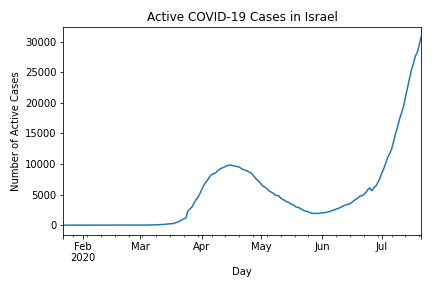 Active COVID-19 Cases in Israel
Number of Active Cases
30000
25000
20000
15000
10000
5000
0
Feb Mar Apr May Jun Jul
2020
Day